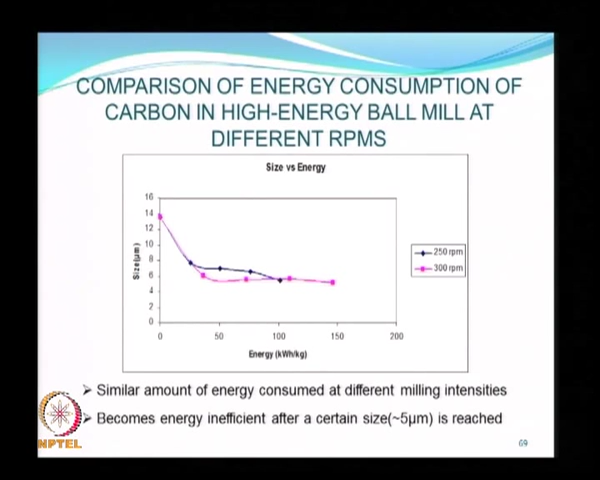 COMPARISON OF ENERGY CONSUMPTION OF
CARBON IN HIGH-ENERGY BALL MILL AT
DIFFERENT RPMS
Size vs Energy
16
14
12
10
8
6
4
2
0
Size(µm)
0 50 100 150 200
Energy (kWh/kg)
250 rpm
300 rpm
➢ Similar amount of energy consumed at different milling intensities
➢ Becomes energy inefficient after a certain size(~5µm) is reached
NPTEL
69